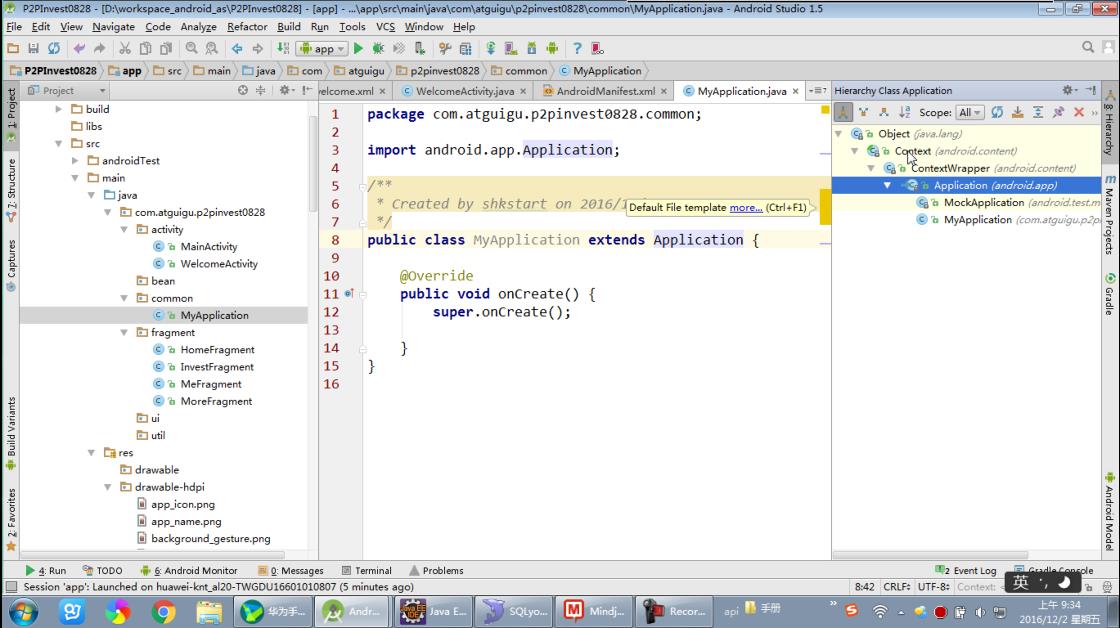 P2PInvest0828 - [D:\workspace_android_as\P2PInvest0828] - [app] - ...\app\src\main\java\com\atguigu\p2pinvest0828\common\MyApplication.java - Android Studio 1.5
File Edit View Navigate Code Analyze Refactor Build Run Tools VCS Window Help
app
P2PInvest0828 app src main java com atguigu p2pinvest0828 common MyApplication
Project
elcome.xml WelcomeActivity.java AndroidManifest.xml MyApplication.java
Hierarchy Class Application
Scope: All
1: Project
7: Structure
Captures
Build Variants
2: Favorites
build
libs
src
androidTest
main
java
com.atguigu.p2pinvest0828
activity
MainActivity
WelcomeActivity
bean
common
MyApplication
fragment
HomeFragment
InvestFragment
MeFragment
MoreFragment
ui
util
res
drawable
drawable-hdpi
app_icon.png
app_name.png
background_gesture.png
1 package com.atguigu.p2pinvest0828.common;
2
3 import android.app.Application;
4
5 /**
6 * Created by shkstart on 2016/1
Default File template more... (Ctrl+F1)
7 */
8 public class MyApplication extends Application {
9
10 @Override
11 public void onCreate() {
12 super.onCreate();
13
14 }
15 }
16
Object (java.lang)
Context (android.content)
ContextWrapper (android.content)
Application (android.app)
MockApplication (android.test.m
MyApplication (com.atguigu.p2p
8: Hierarchy
Maven Projects
Gradle
Android Model
4: Run TODO 6: Android Monitor 0: Messages Terminal Problems
2 Event Log Gradle Console
Session 'app': Launched on huawei-knt_al20-TWGDU16601010807 (5 minutes ago)
8:42 CRLF÷ UTF-8÷ Context:
英
华为手... Andr... Java E... SQLyo... Mindj... Recor... api 手册
上午 9:34
2016/12/2 星期五